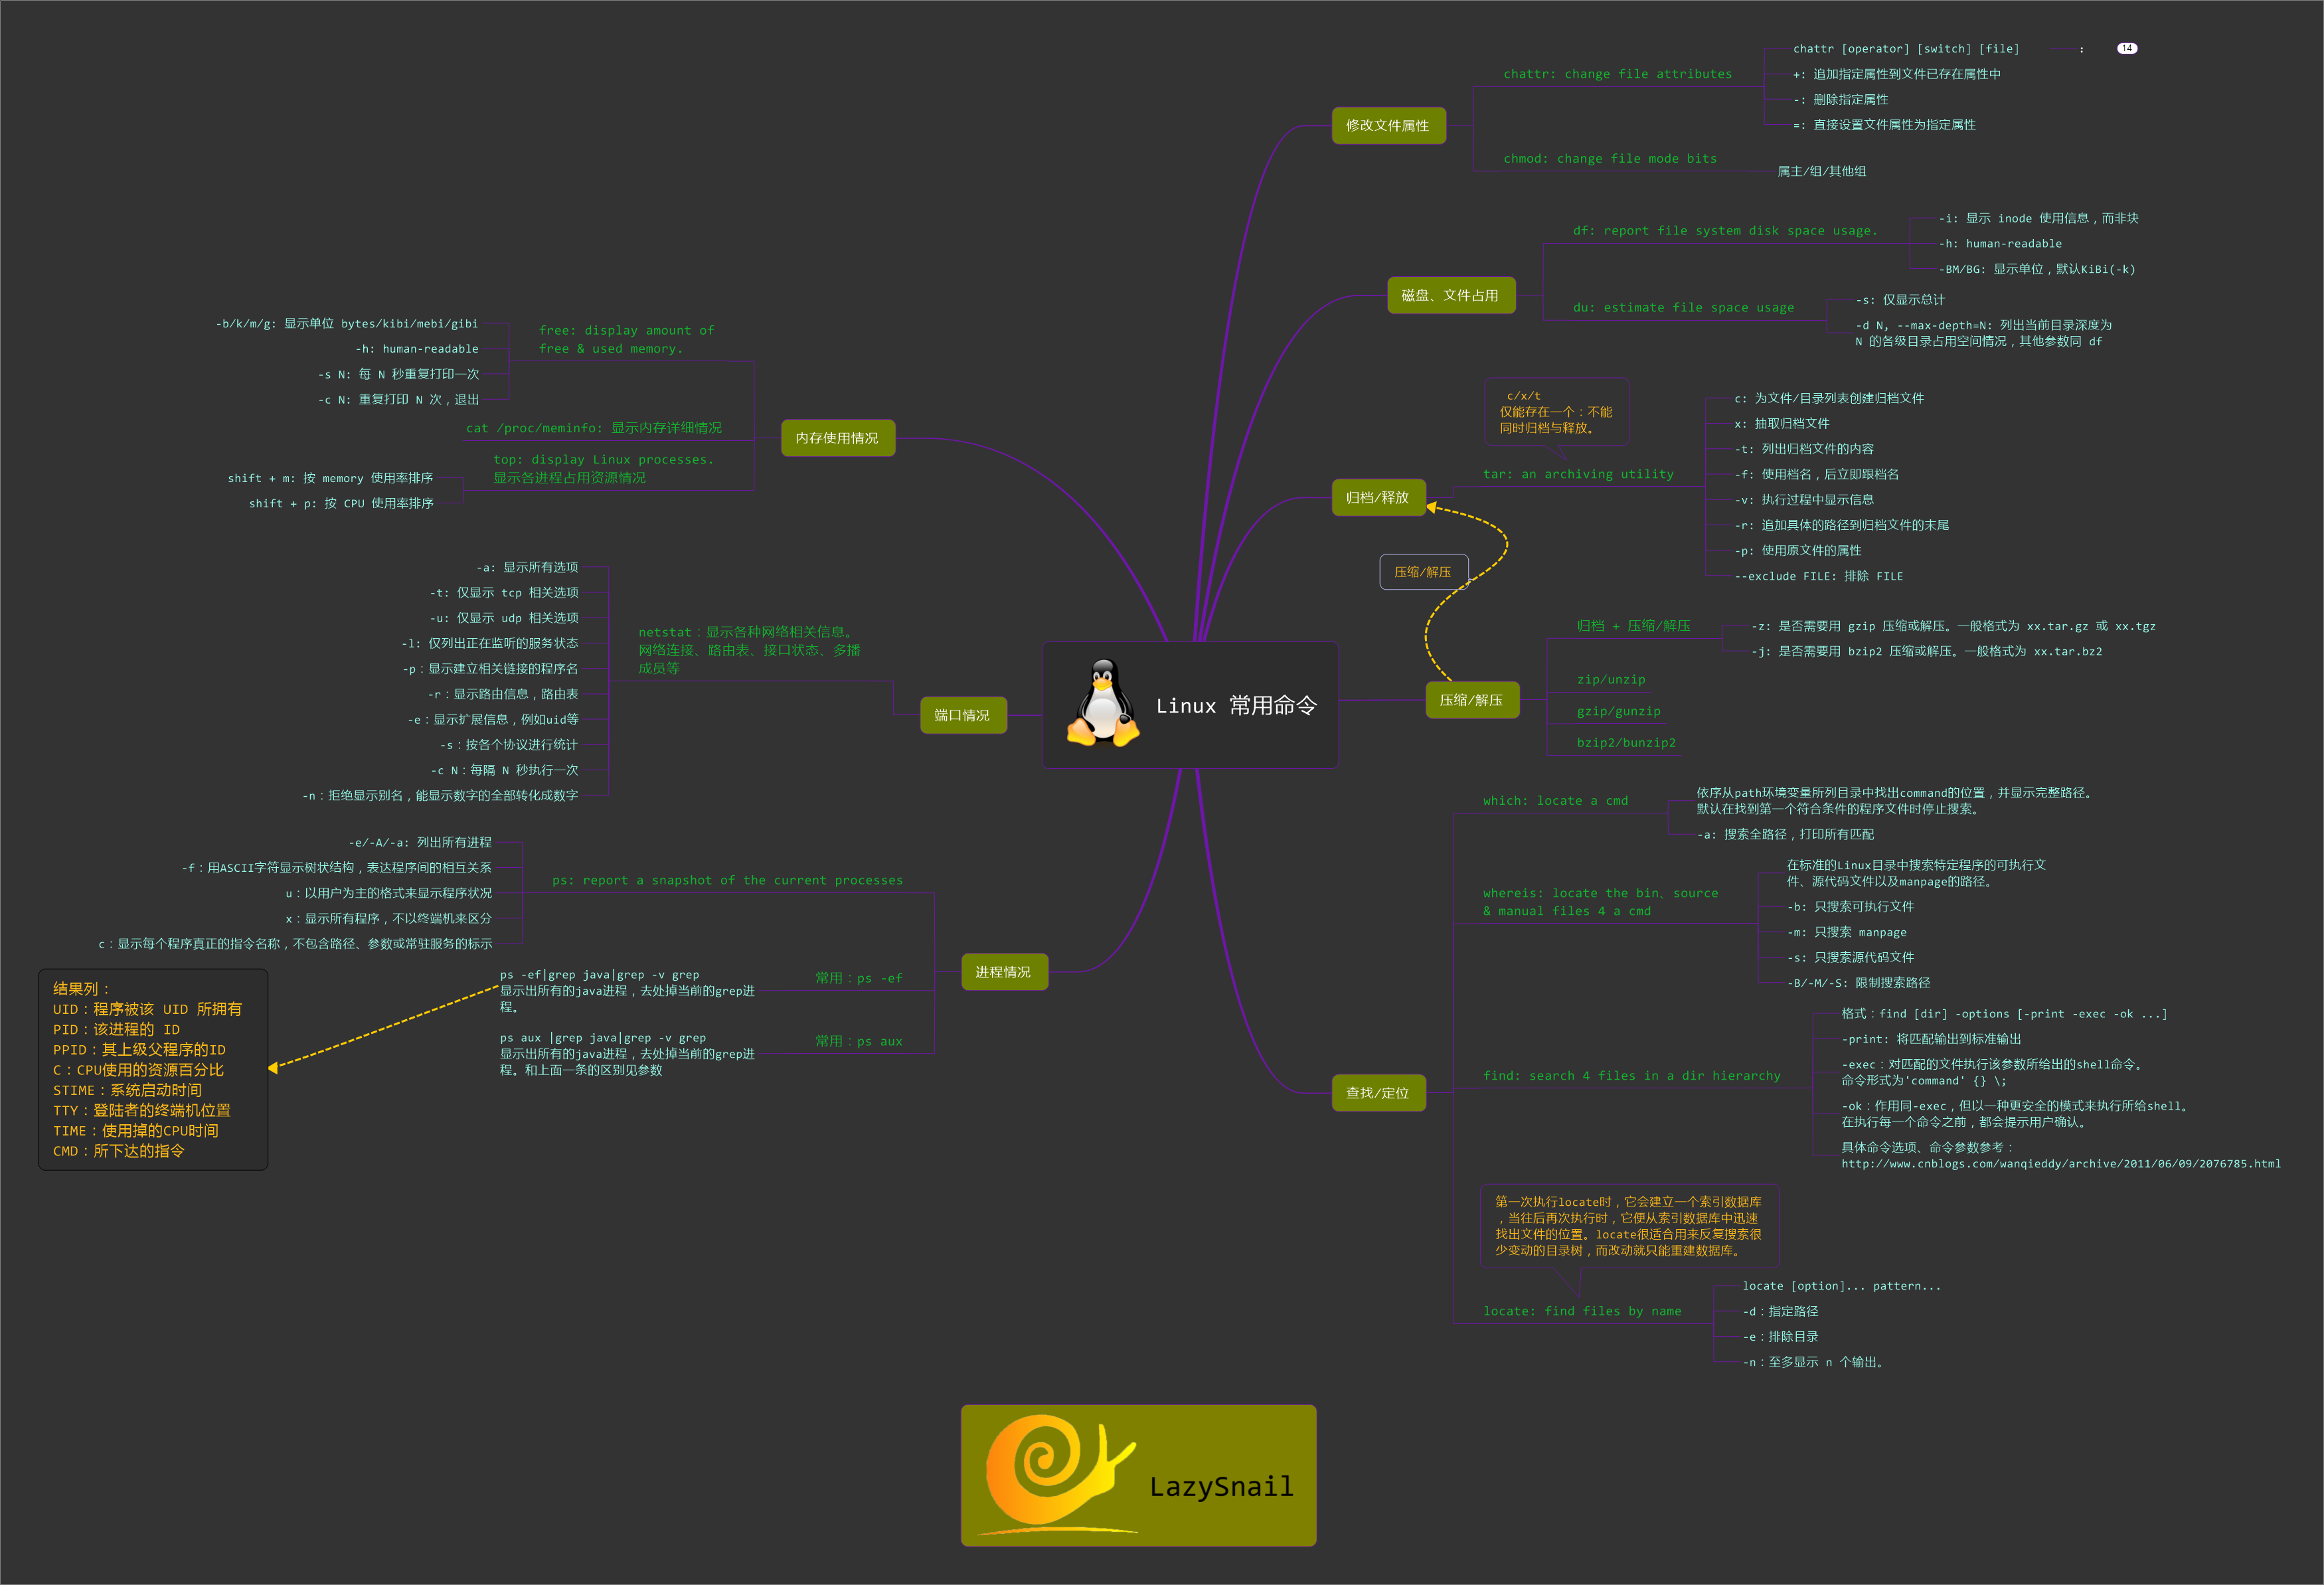 Linux 常用命令
修改文件属性
chattr: change file attributes
chattr [operator] [switch] [file]
:
14
+: 追加指定属性到文件已存在属性中
-: 删除指定属性
=: 直接设置文件属性为指定属性
chmod: change file mode bits
属主/组/其他组
磁盘、文件占用
df: report file system disk space usage.
-i: 显示 inode 使用信息，而非块
-h: human-readable
-BM/BG: 显示单位，默认KiBi(-k)
du: estimate file space usage
-s: 仅显示总计
-d N, --max-depth=N: 列出当前目录深度为
N 的各级目录占用空间情况，其他参数同 df
归档/释放
c/x/t
仅能存在一个：不能
同时归档与释放。
tar: an archiving utility
c: 为文件/目录列表创建归档文件
x: 抽取归档文件
-t: 列出归档文件的内容
-f: 使用档名，后立即跟档名
-v: 执行过程中显示信息
-r: 追加具体的路径到归档文件的末尾
-p: 使用原文件的属性
--exclude FILE: 排除 FILE
压缩/解压
压缩/解压
归档 + 压缩/解压
-z: 是否需要用 gzip 压缩或解压。一般格式为 xx.tar.gz 或 xx.tgz
-j: 是否需要用 bzip2 压缩或解压。一般格式为 xx.tar.bz2
zip/unzip
gzip/gunzip
bzip2/bunzip2
查找/定位
which: locate a cmd
依序从path环境变量所列目录中找出command的位置，并显示完整路径。
默认在找到第一个符合条件的程序文件时停止搜索。
-a: 搜索全路径，打印所有匹配
whereis: locate the bin、source
& manual files 4 a cmd
在标准的Linux目录中搜索特定程序的可执行文
件、源代码文件以及manpage的路径。
-b: 只搜索可执行文件
-m: 只搜索 manpage
-s: 只搜索源代码文件
-B/-M/-S: 限制搜索路径
find: search 4 files in a dir hierarchy
格式：find [dir] -options [-print -exec -ok ...]
-print: 将匹配输出到标准输出
-exec：对匹配的文件执行该参数所给出的shell命令。
命令形式为'command' {} \;
-ok：作用同-exec，但以一种更安全的模式来执行所给shell。
在执行每一个命令之前，都会提示用户确认。
具体命令选项、命令参数参考：
http://www.cnblogs.com/wanqieddy/archive/2011/06/09/2076785.html
第一次执行locate时，它会建立一个索引数据库
，当往后再次执行时，它便从索引数据库中迅速
找出文件的位置。locate很适合用来反复搜索很
少变动的目录树，而改动就只能重建数据库。
locate: find files by name
locate [option]... pattern...
-d：指定路径
-e：排除目录
-n：至多显示 n 个输出。
内存使用情况
free: display amount of
free & used memory.
-b/k/m/g: 显示单位 bytes/kibi/mebi/gibi
-h: human-readable
-s N: 每 N 秒重复打印一次
-c N: 重复打印 N 次，退出
cat /proc/meminfo: 显示内存详细情况
top: display Linux processes.
显示各进程占用资源情况
shift + m: 按 memory 使用率排序
shift + p: 按 CPU 使用率排序
端口情况
netstat：显示各种网络相关信息。
网络连接、路由表、接口状态、多播
成员等
-a: 显示所有选项
-t: 仅显示 tcp 相关选项
-u: 仅显示 udp 相关选项
-l: 仅列出正在监听的服务状态
-p：显示建立相关链接的程序名
-r：显示路由信息，路由表
-e：显示扩展信息，例如uid等
-s：按各个协议进行统计
-c N：每隔 N 秒执行一次
-n：拒绝显示别名，能显示数字的全部转化成数字
进程情况
ps: report a snapshot of the current processes
-e/-A/-a: 列出所有进程
-f：用ASCII字符显示树状结构，表达程序间的相互关系
u：以用户为主的格式来显示程序状况
x：显示所有程序，不以终端机来区分
c：显示每个程序真正的指令名称，不包含路径、参数或常驻服务的标示
常用：ps -ef
ps -ef|grep java|grep -v grep
显示出所有的java进程，去处掉当前的grep进
程。
常用：ps aux
ps aux |grep java|grep -v grep
显示出所有的java进程，去处掉当前的grep进
程。和上面一条的区别见参数
结果列：
UID：程序被该 UID 所拥有
PID：该进程的 ID
PPID：其上级父程序的ID
C：CPU使用的资源百分比
STIME：系统启动时间
TTY：登陆者的终端机位置
TIME：使用掉的CPU时间
CMD：所下达的指令
LazySnail